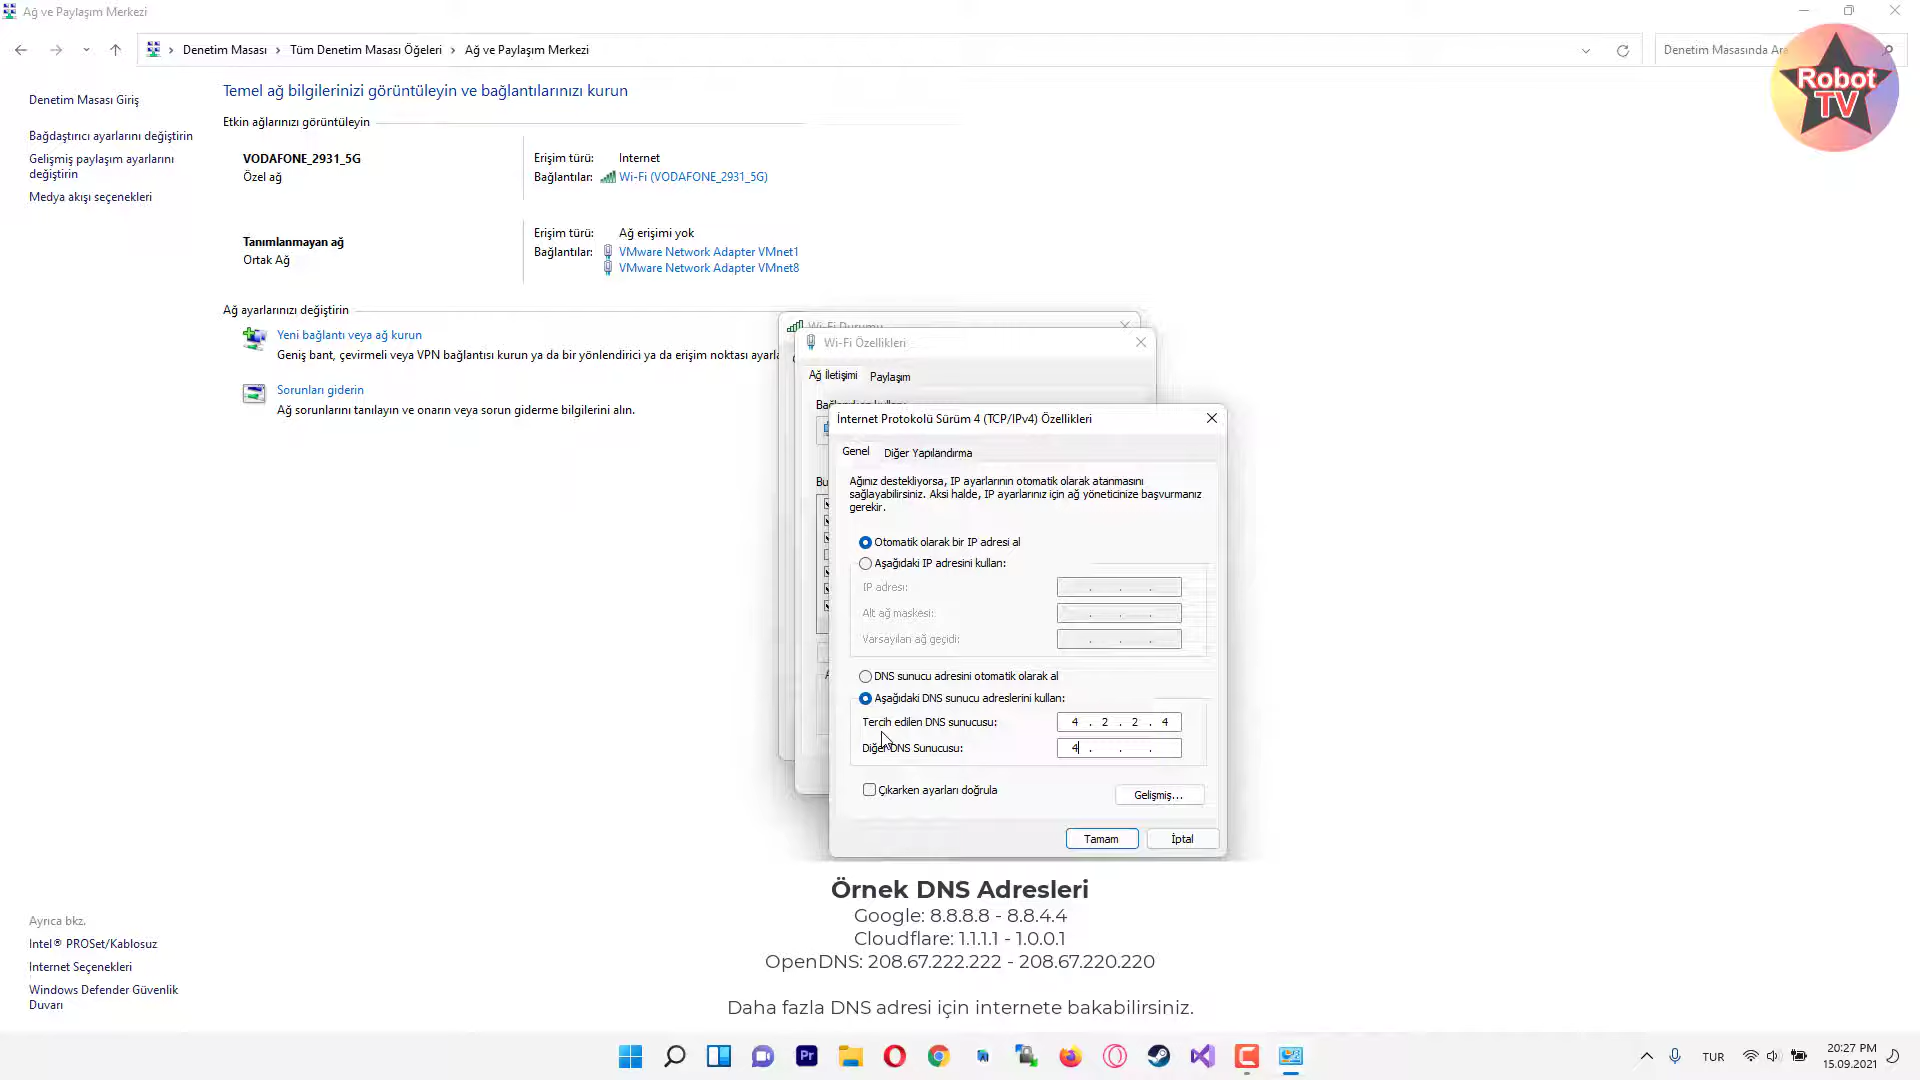 Ağ ve Paylaşım Merkezi
Denetim Masası > Tüm Denetim Masası Öğeleri > Ağ ve Paylaşım Merkezi
Denetim Masasında Ara
Robot
TV
Denetim Masası Giriş
Bağdaştırıcı ayarlarını değiştirin
Gelişmiş paylaşım ayarlarını
değiştirin
Medya akışı seçenekleri
Temel ağ bilgilerinizi görüntüleyin ve bağlantılarınızı kurun
Etkin ağlarınızı görüntüleyin
VODAFONE_2931_5G
Özel ağ
Erişim türü: Internet
Bağlantılar: Wi-Fi (VODAFONE_2931_5G)
Tanımlanmayan ağ
Ortak Ağ
Erişim türü: Ağ erişimi yok
Bağlantılar: VMware Network Adapter VMnet1
VMware Network Adapter VMnet8
Ağ ayarlarınızı değiştirin
Yeni bağlantı veya ağ kurun
Geniş bant, çevirmeli veya VPN bağlantısı kurun ya da bir yönlendirici ya da erişim noktası ayarla
Sorunları giderin
Ağ sorunlarını tanılayın ve onarın veya sorun giderme bilgilerini alın.
Wi-Fi Durumu
Wi-Fi Özellikleri
Ağ İletişimi Paylaşım
Bu
İnternet Protokolü Sürüm 4 (TCP/IPv4) Özellikleri
Genel Diğer Yapılandırma
Ağınız destekliyorsa, IP ayarlarının otomatik olarak atanmasını
sağlayabilirsiniz. Aksi halde, IP ayarlarınız için ağ yöneticinize başvurmanız
gerekir.
Otomatik olarak bir IP adresi al
Aşağıdaki IP adresini kullan:
IP adresi: . . .
Alt ağ maskesi: . . .
Varsayılan ağ geçidi: . . .
DNS sunucu adresini otomatik olarak al
Aşağıdaki DNS sunucu adreslerini kullan:
Tercih edilen DNS sunucusu: 4 . 2 . 2 . 4
Diğer DNS Sunucusu: 4 . . .
Çıkarken ayarları doğrula
Gelişmiş...
Tamam İptal
Örnek DNS Adresleri
Google: 8.8.8.8 - 8.8.4.4
Cloudflare: 1.1.1.1 - 1.0.0.1
OpenDNS: 208.67.222.222 - 208.67.220.220
Daha fazla DNS adresi için internete bakabilirsiniz.
Ayrıca bkz.
Intel® PROSet/Kablosuz
Internet Seçenekleri
Windows Defender Güvenlik
Duvarı
Pr
TUR
20:27 PM
15.09.2021